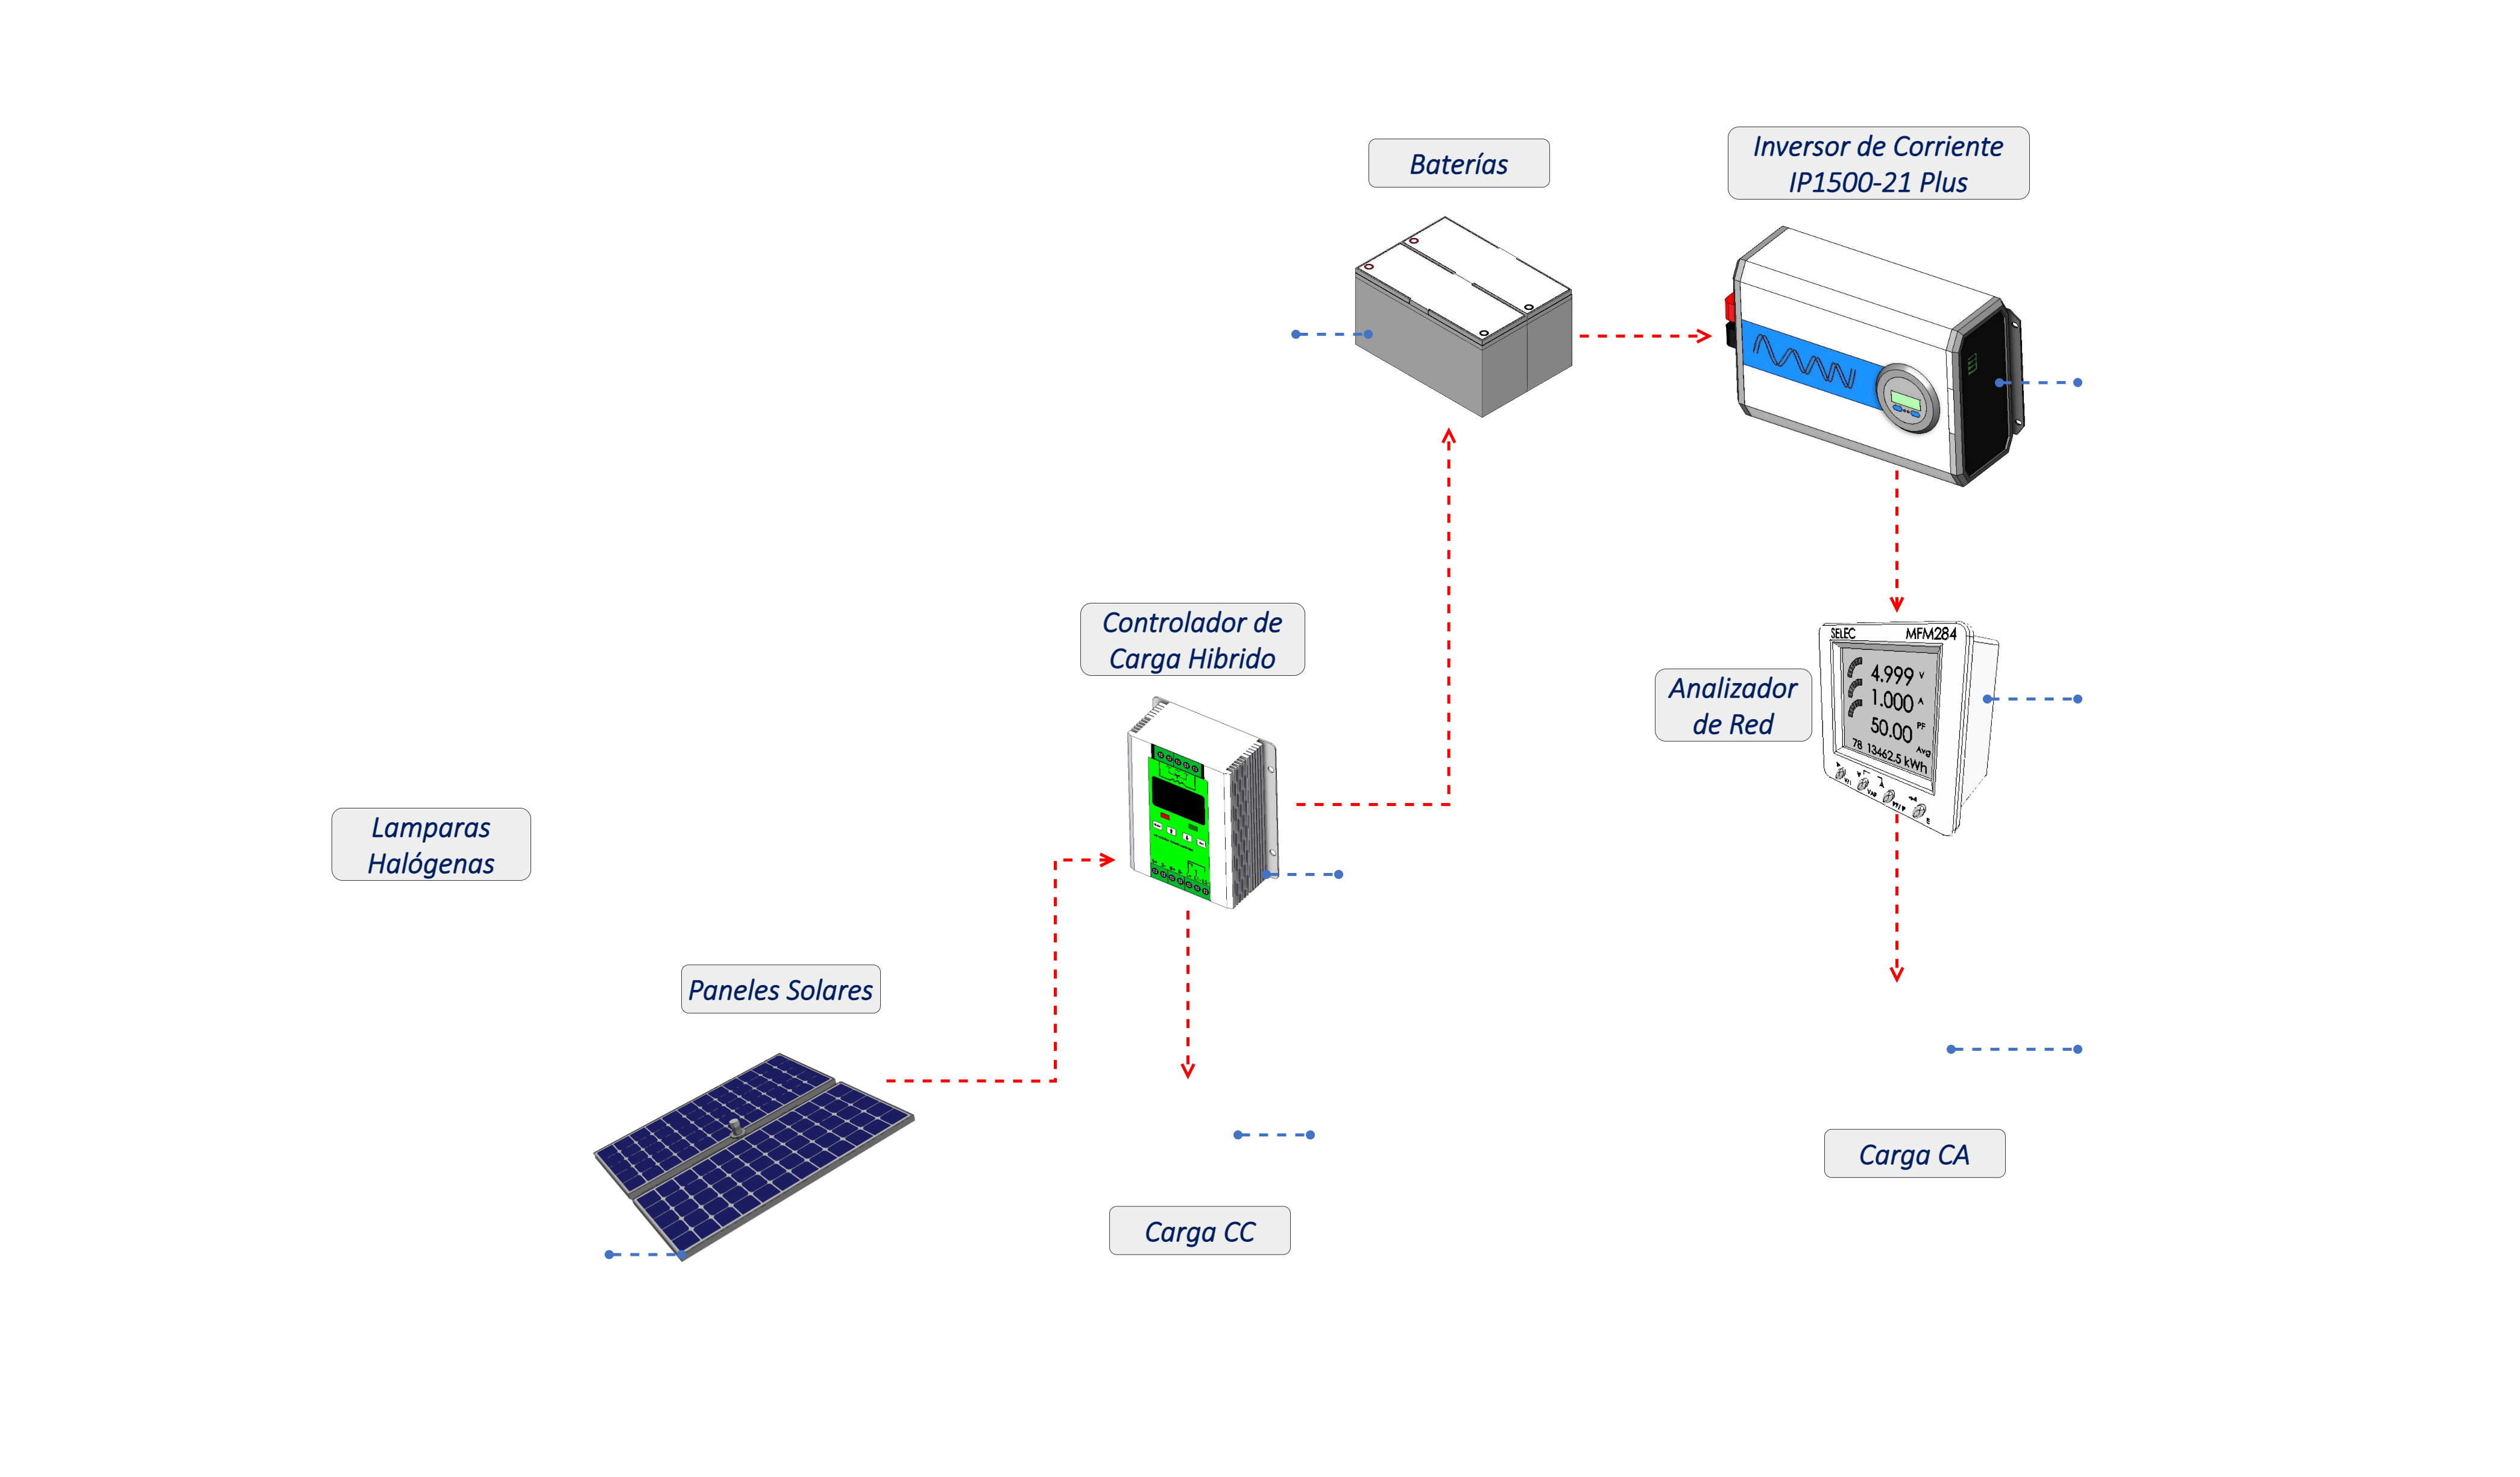 Baterías
Inversor de Corriente
IP1500-21 Plus
Controlador de
Carga Hibrido
SELEC MFM284
4.999 V
1.000 A
50.00 PF
Avg
78 13462.5 kWh
Analizador
de Red
Lamparas
Halógenas
Paneles Solares
Carga CA
Carga CC